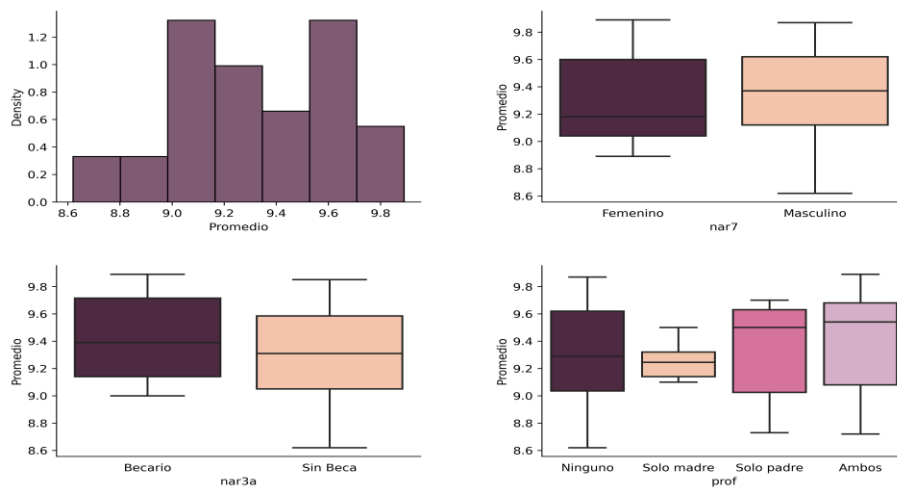 1.2
1.0
0.8
0.6
0.4
0.2
0.0
Density
8.6 8.8 9.0 9.2 9.4 9.6 9.8
Promedio
9.8
9.6
9.4
9.2
9.0
8.8
8.6
Promedio
Femenino Masculino
nar7
9.8
9.6
9.4
9.2
9.0
8.8
8.6
Promedio
Becario Sin Beca
nar3a
9.8
9.6
9.4
9.2
9.0
8.8
8.6
Promedio
Ninguno Solo madre Solo padre Ambos
prof